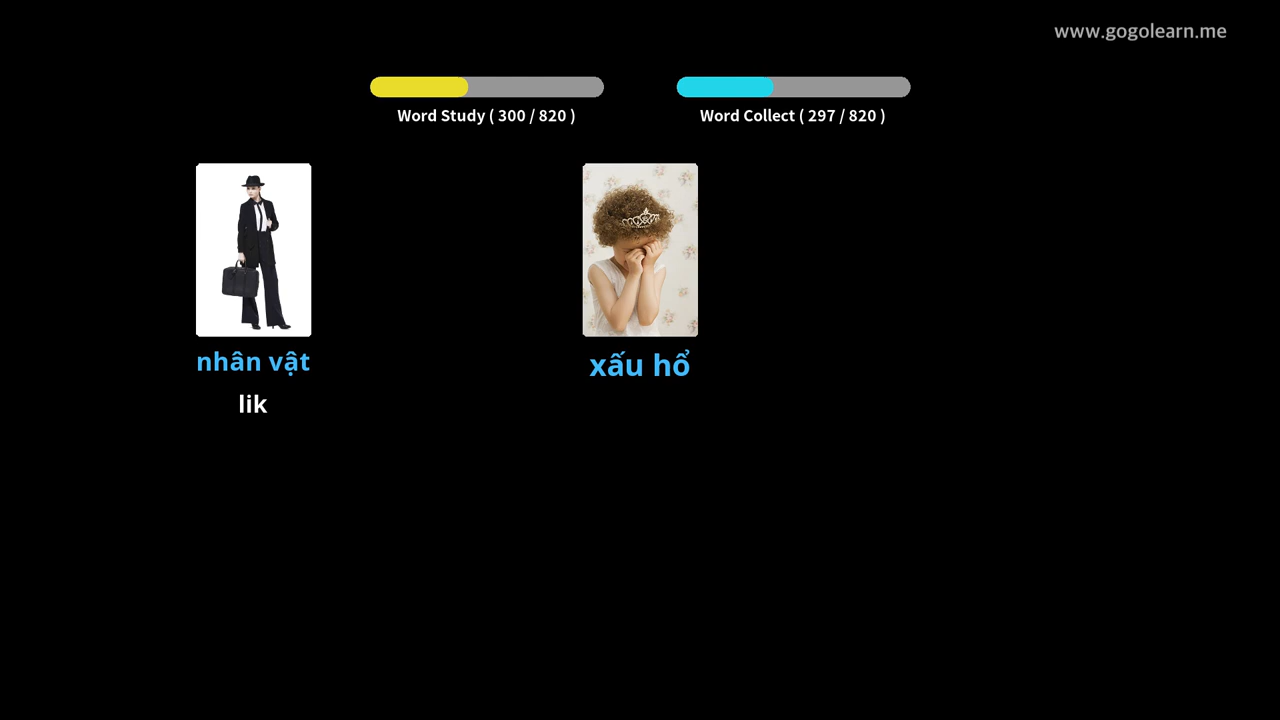 www.gogolearn.me
Word Study ( 300 / 820 )
Word Collect ( 297 / 820 )
nhân vật
lik
xấu hổ